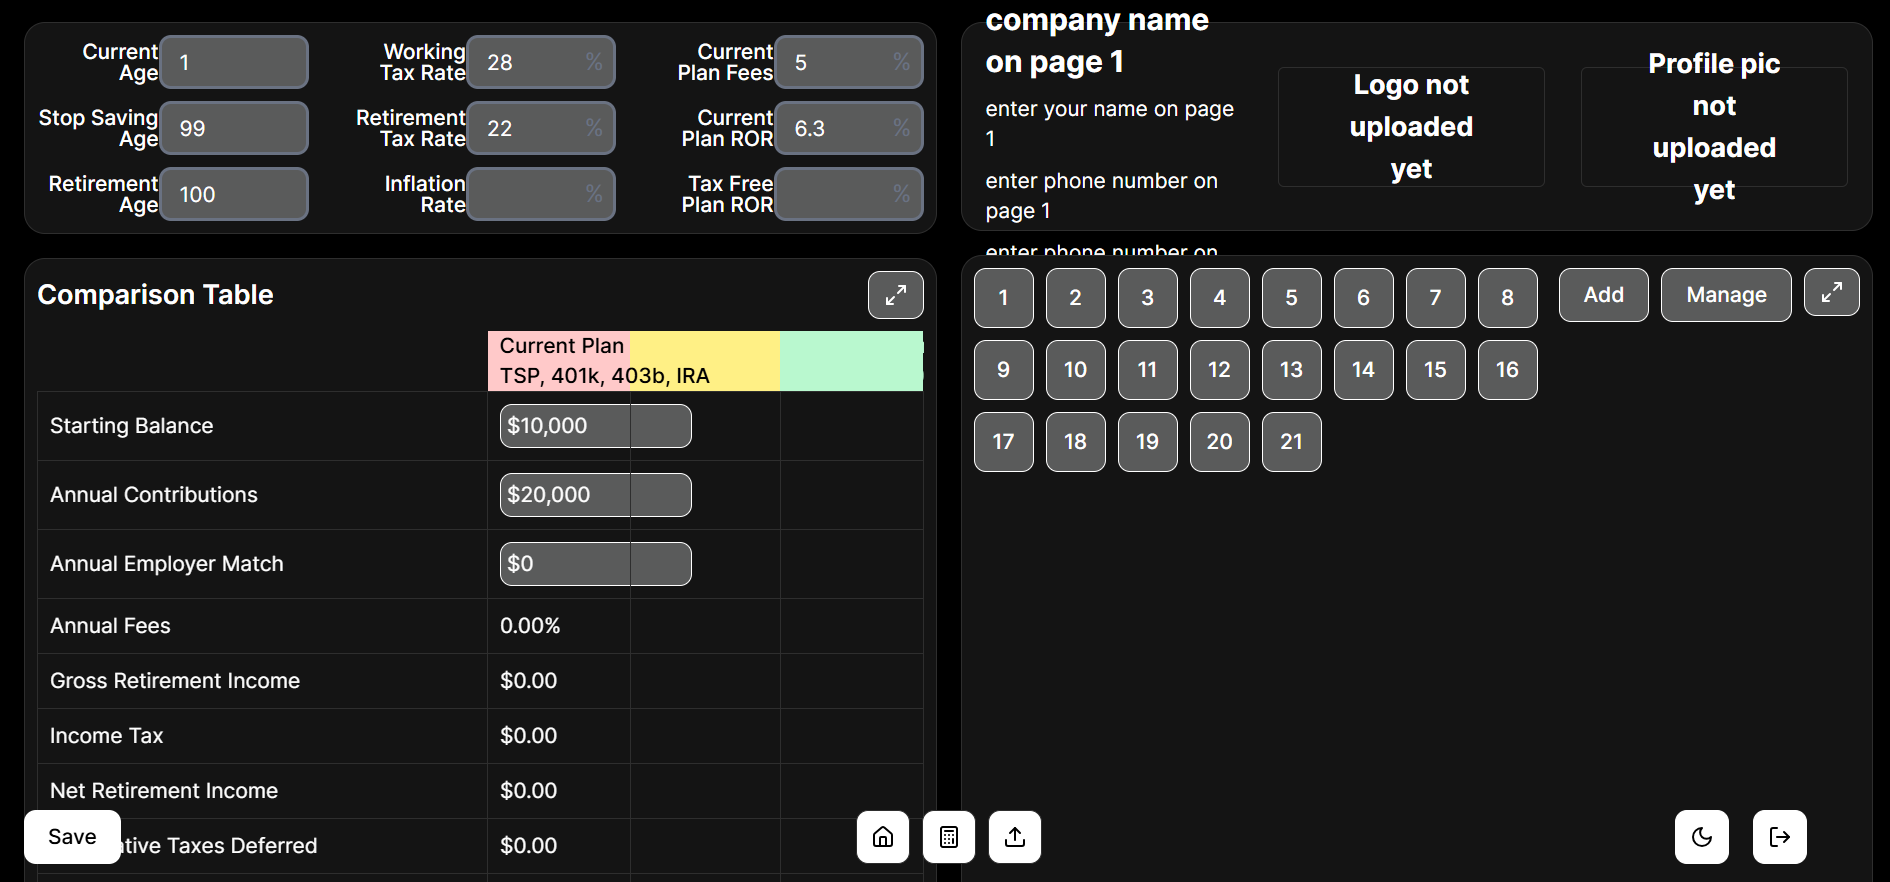 Current
Age
1
Working
Tax Rate
28
%
Current
Plan Fees
5
%
Stop Saving
Age
99
Retirement
Tax Rate
22
%
Current
Plan ROR
6.3
%
Retirement
Age
100
Inflation
Rate
%
Tax Free
Plan ROR
%
company name
on page 1
enter your name on page
1
enter phone number on
page 1
enter phone number on
Logo not
uploaded
yet
Profile pic
not
uploaded
yet
Comparison Table
Current Plan
TSP, 401k, 403b, IRA
Starting Balance
$10,000
Annual Contributions
$20,000
Annual Employer Match
$0
Annual Fees
0.00%
Gross Retirement Income
$0.00
Income Tax
$0.00
Net Retirement Income
$0.00
ative Taxes Deferred
$0.00
Save
1 2 3 4 5 6 7 8
Add
Manage
9 10 11 12 13 14 15 16
17 18 19 20 21